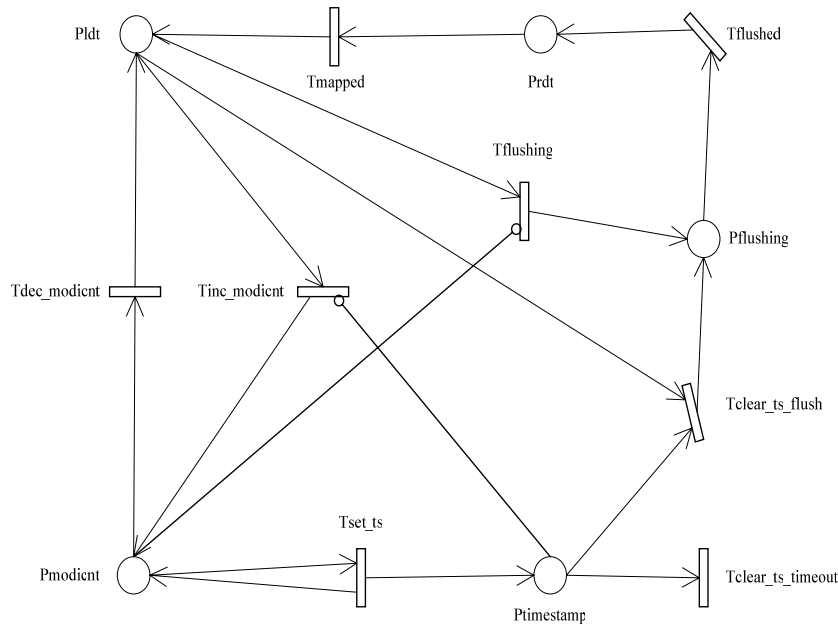 Pldt
Tmapped
Prdt
Tflushed
Tflushing
Pflushing
Tdec_modicnt
Tinc_modicnt
Tclear_ts_flush
Tset_ts
Pmodicnt
Ptimestamp
Tclear_ts_timeout